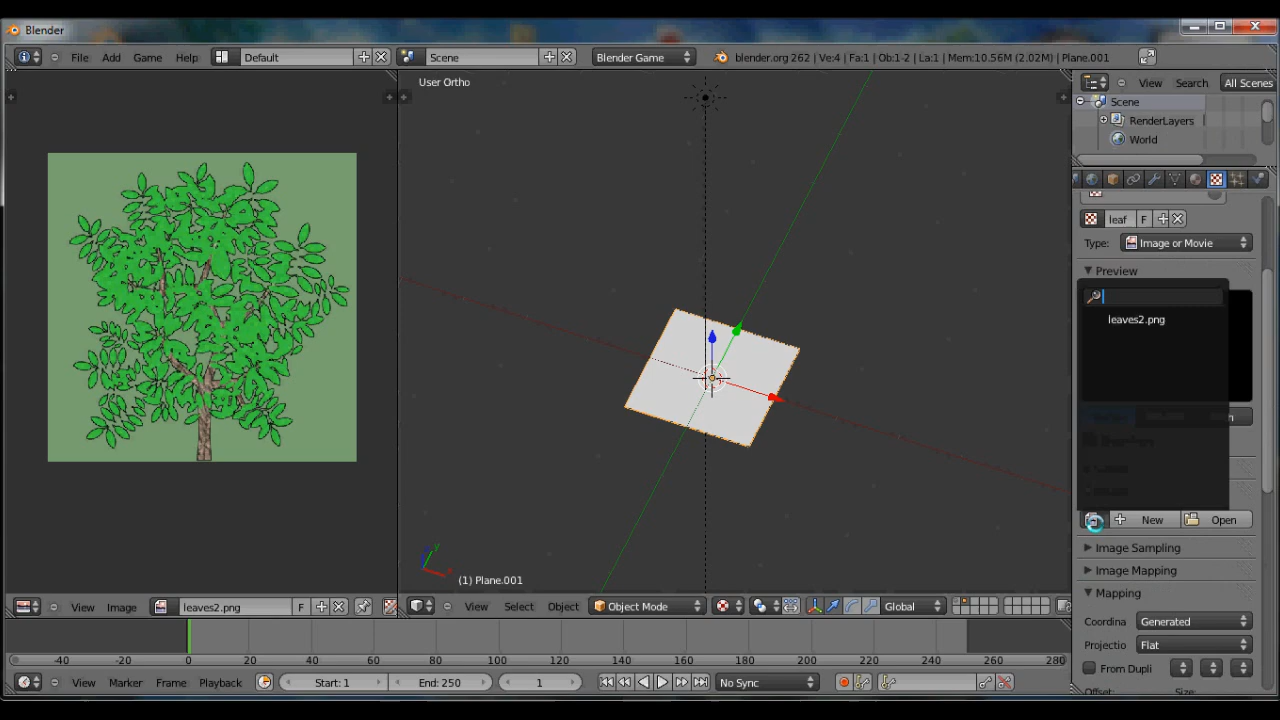 Blender
File Add Game Help Default Scene Blender Game blender.org 262 | Ve:4 | Fa:1 | Ob:1-2 | La:1 | Mem:10.56M (2.02M) | Plane.001
User Ortho
View Search All Scenes
Scene
RenderLayers
World
leaf F
Type: Image or Movie
Preview
leaves2.png
New Open
Image Sampling
Image Mapping
Mapping
Coordina Generated
Projectio Flat
From Dupli
Offset: Size:
(1) Plane.001
View Image leaves2.png F
View Select Object Object Mode Global
-40 -20 0 20 40 60 80 100 120 140 160 180 200 220 240 260 280
View Marker Frame Playback Start: 1 End: 250 1 No Sync